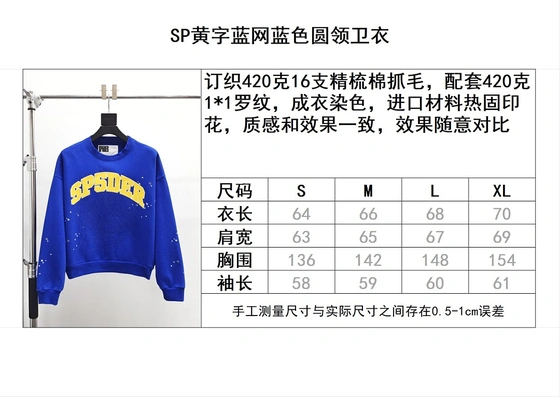 SP黄字蓝网蓝色圆领卫衣
订织420克16支精梳棉抓毛，配套420克
1*1罗纹，成衣染色，进口材料热固印
花，质感和效果一致，效果随意对比
SPSDER
尺码 S M L XL
衣长 64 66 68 70
肩宽 63 65 67 69
胸围 136 142 148 154
袖长 58 59 60 61
手工测量尺寸与实际尺寸之间存在0.5-1cm误差